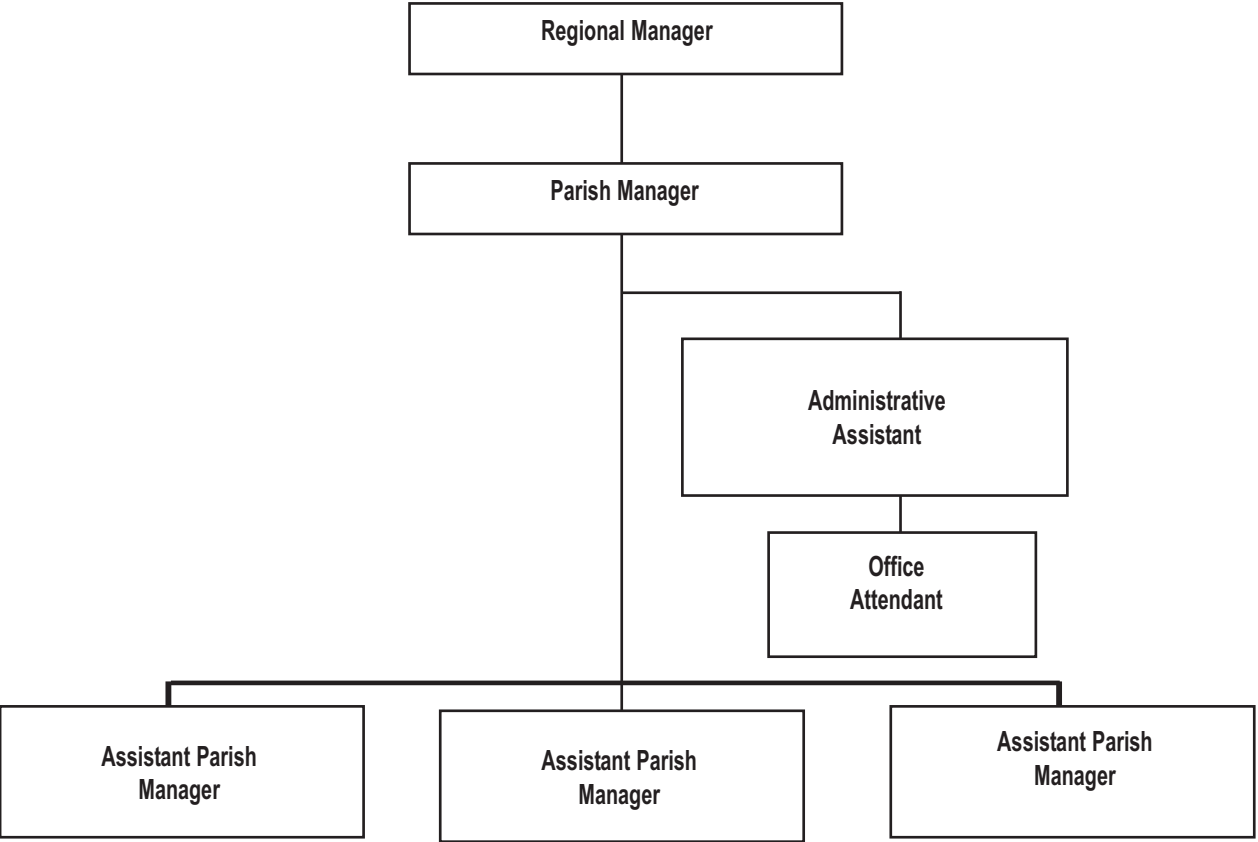 Regional Manager
Parish Manager
Administrative
Assistant
Office
Attendant
Assistant Parish
Manager
Assistant Parish
Manager
Assistant Parish
Manager